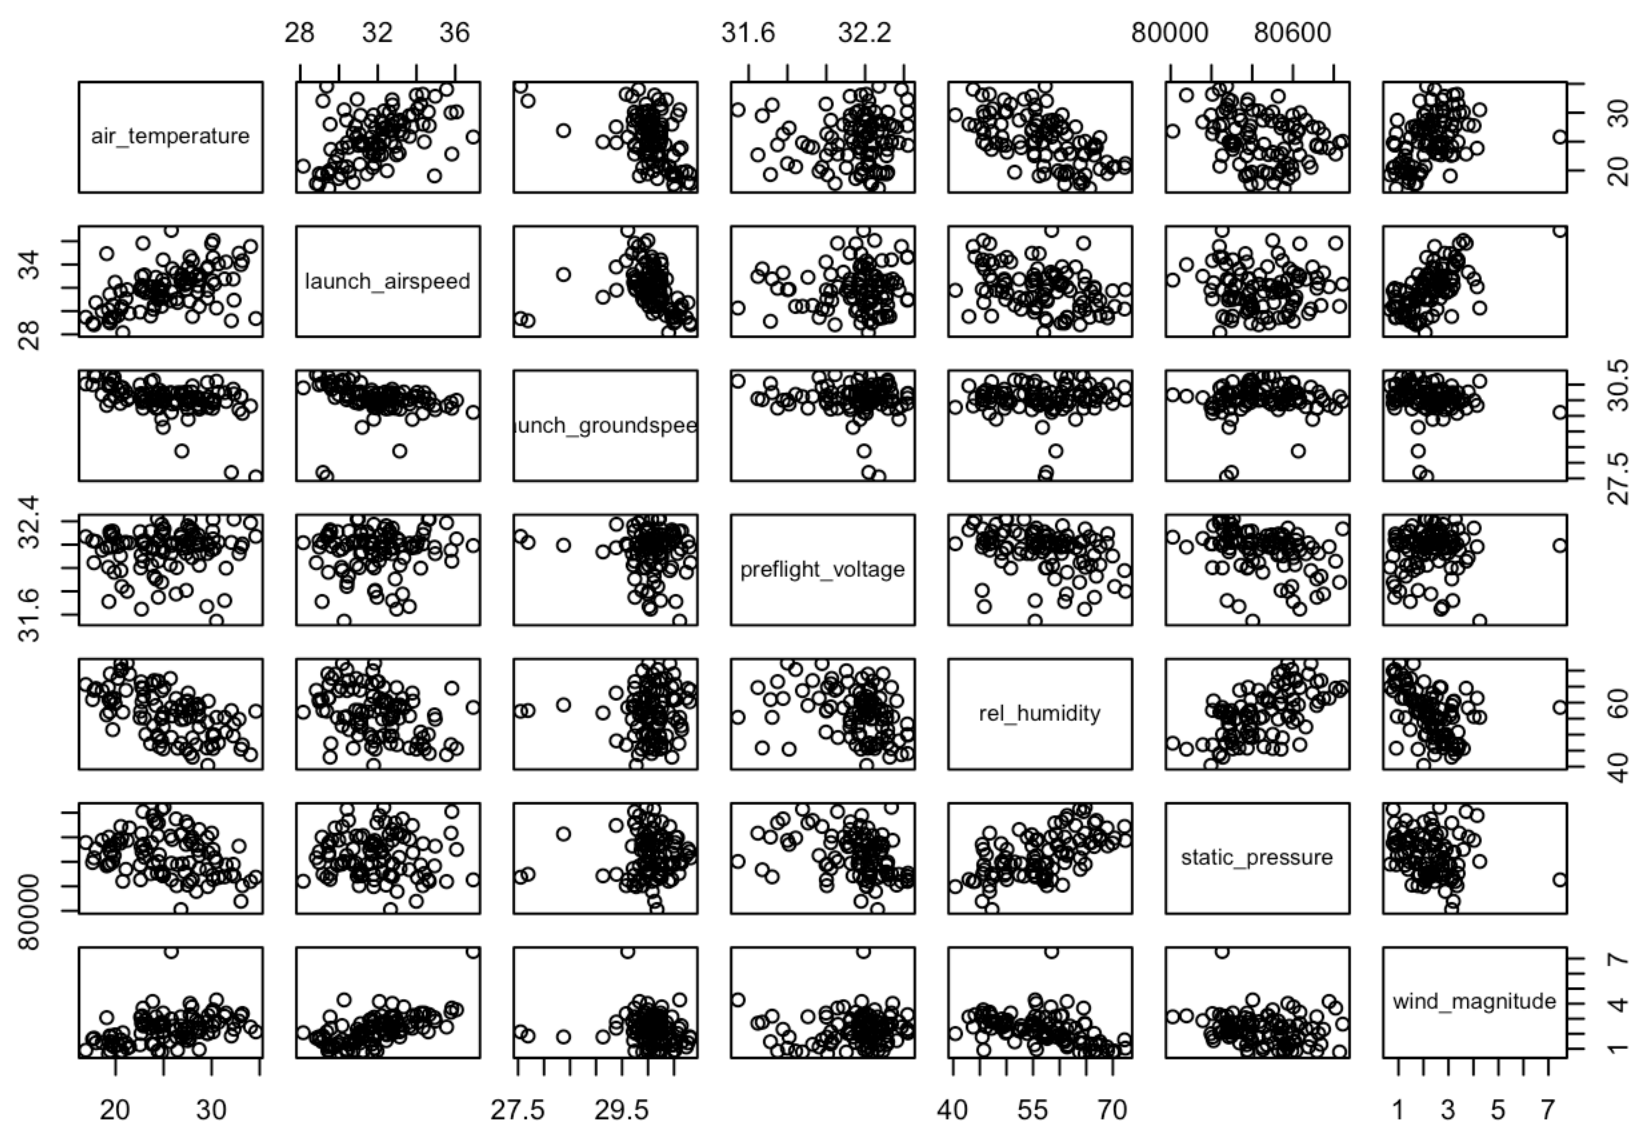 28 32 36 31.6 32.2 80000 80600
air_temperature
20 30
28 34
launch_airspeed
unch_groundspee
27.5 30.5
31.6 32.4
preflight_voltage
rel_humidity
40 60
80000
static_pressure
wind_magnitude
1 4 7
20 30 27.5 29.5 40 55 70 1 3 5 7